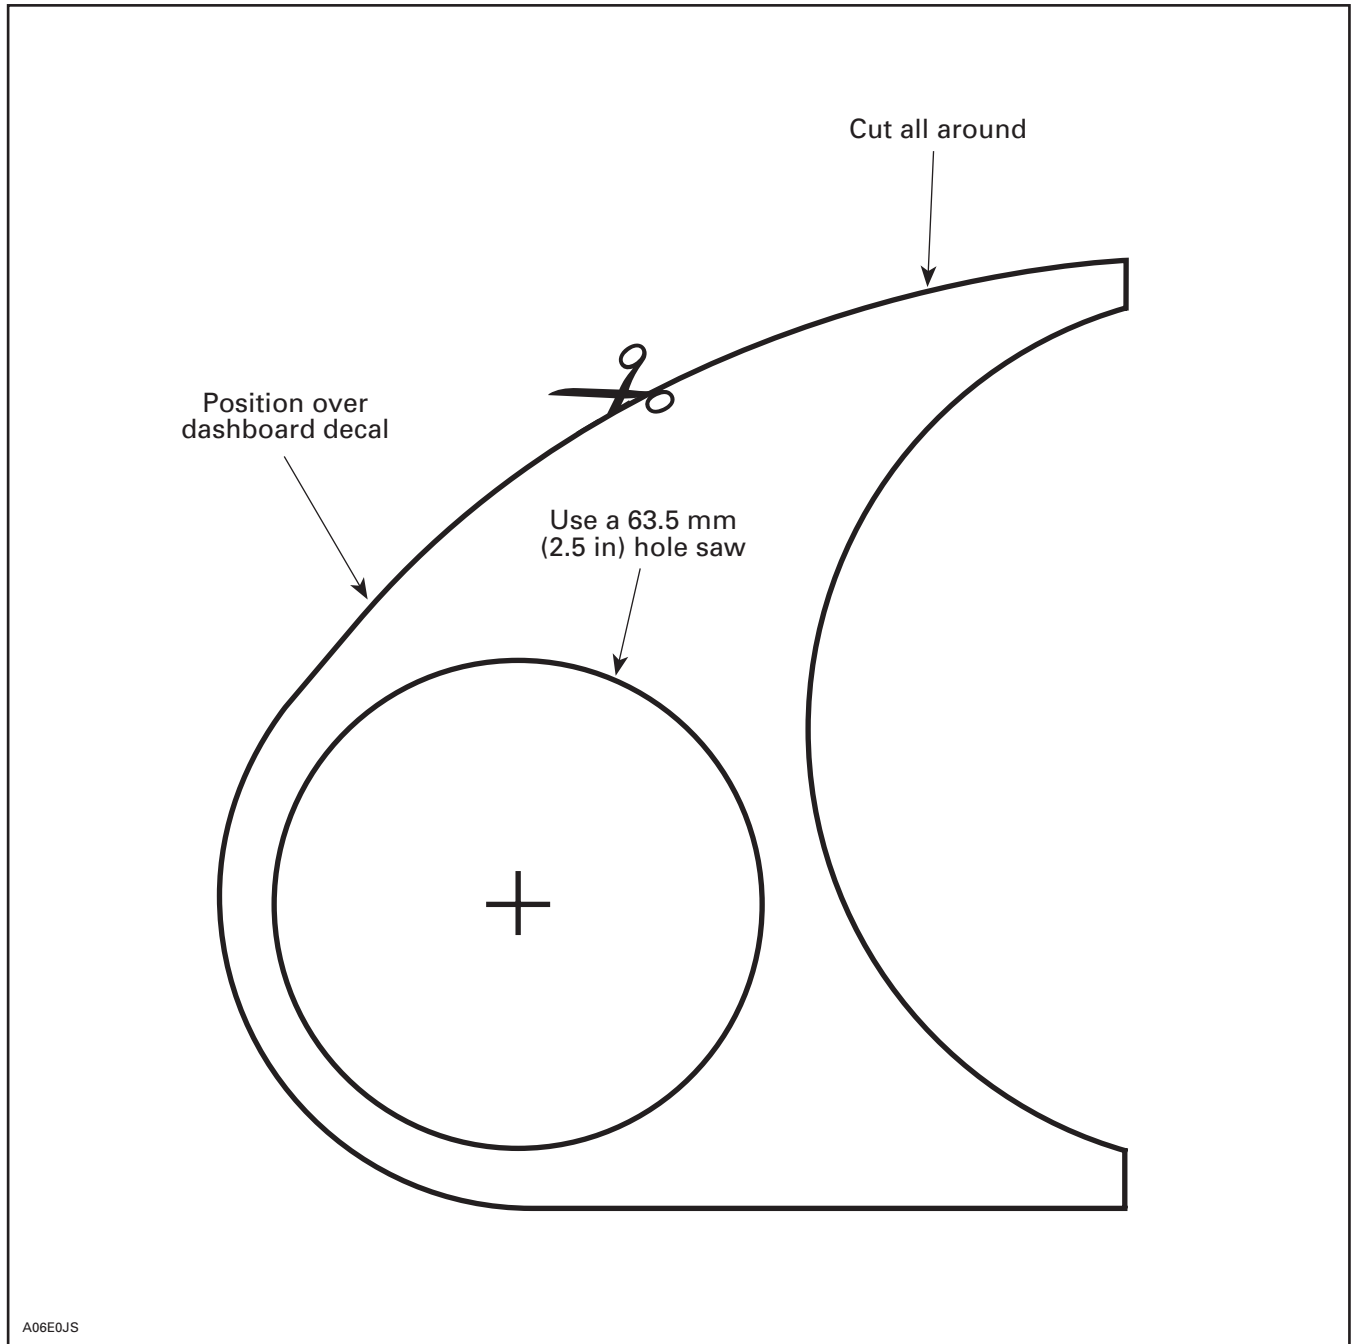 Cut all around
Position over
dashboard decal
Use a 63.5 mm
(2.5 in) hole saw
A06E0JS